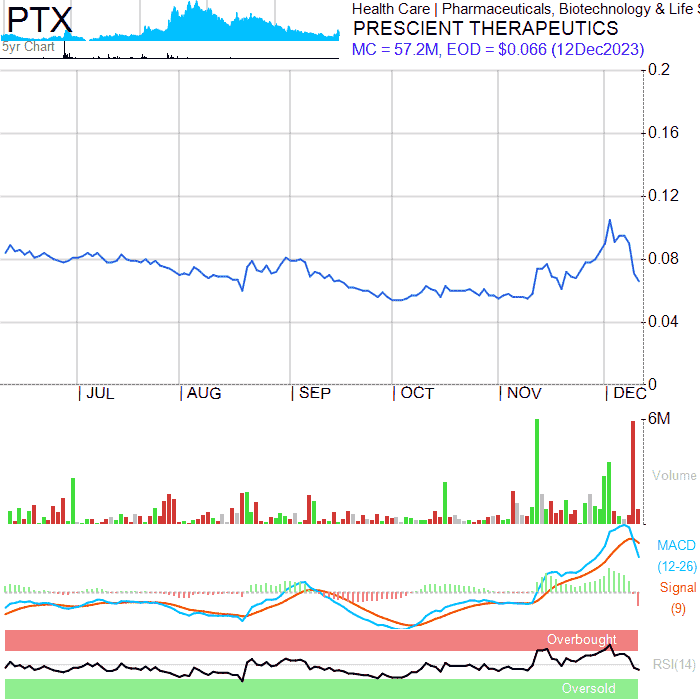 PTX
5yr Chart
Health Care | Pharmaceuticals, Biotechnology & Life S
PRESCIENT THERAPEUTICS
MC = 57.2M, EOD = $0.066 (12Dec2023)
0.2
0.16
0.12
0.08
0.04
0
| JUL | AUG | SEP | OCT | NOV | DEC
6M
Volume
MACD
(12-26)
Signal
(9)
Overbought
RSI(14)
Oversold